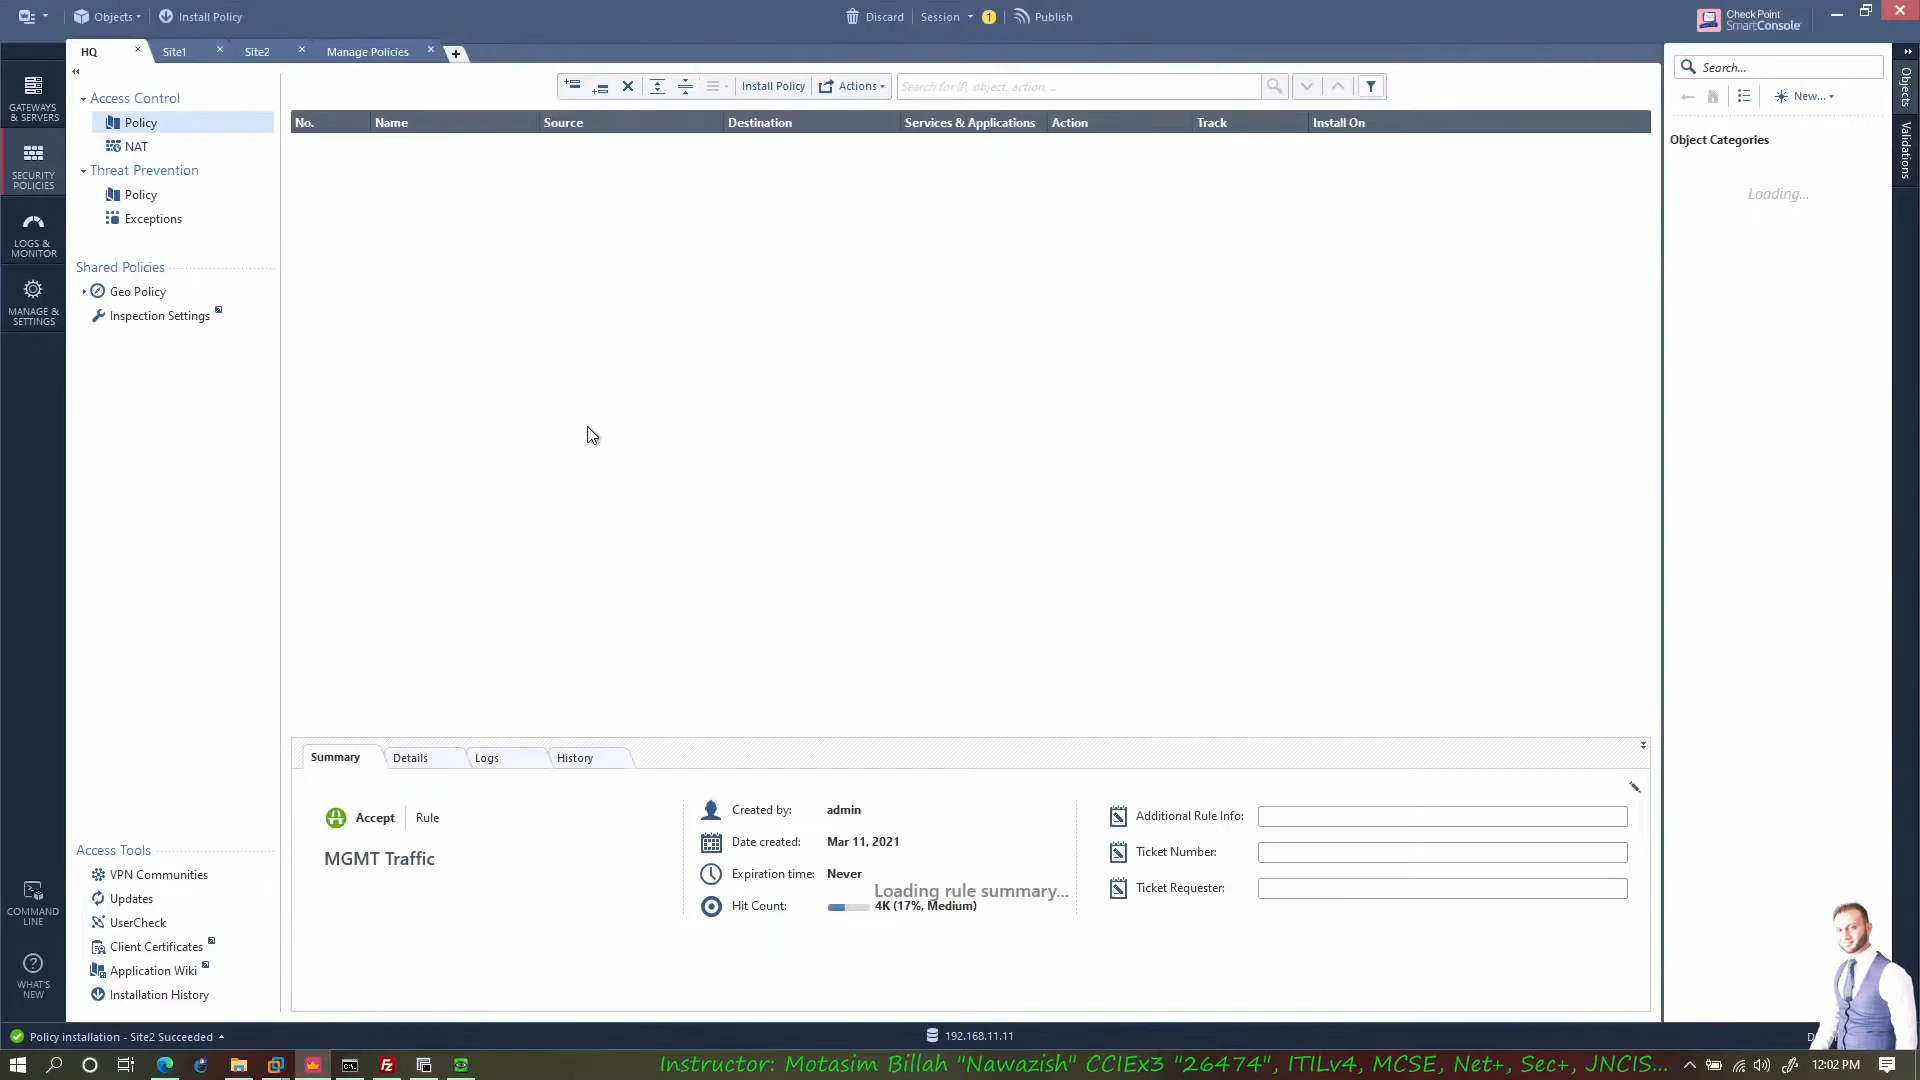 Objects
Install Policy
Discard
Session
1
Publish
Check Point
SmartConsole
HQ
Site1
Site2
Manage Policies
GATEWAYS
& SERVERS
SECURITY
POLICIES
LOGS &
MONITOR
MANAGE &
SETTINGS
COMMAND
LINE
WHAT'S
NEW
Access Control
Policy
NAT
Threat Prevention
Policy
Exceptions
Shared Policies
Geo Policy
Inspection Settings
Access Tools
VPN Communities
Updates
UserCheck
Client Certificates
Application Wiki
Installation History
Install Policy
Actions
Search for IP, object, action, ...
No. Name Source Destination Services & Applications Action Track Install On
Summary
Details
Logs
History
Accept
Rule
MGMT Traffic
Created by: admin
Date created: Mar 11, 2021
Expiration time: Never
Loading rule summary...
Hit Count: 4K (17%, Medium)
Additional Rule Info:
Ticket Number:
Ticket Requester:
Search...
New...
Object Categories
Loading...
Objects
Validations
Policy installation - Site2 Succeeded
192.168.11.11
Instructor: Motasim Billah "Nawazish" CCIEx3 "26474", ITILv4, MCSE, Net+, Sec+, JNCIS...
12:02 PM